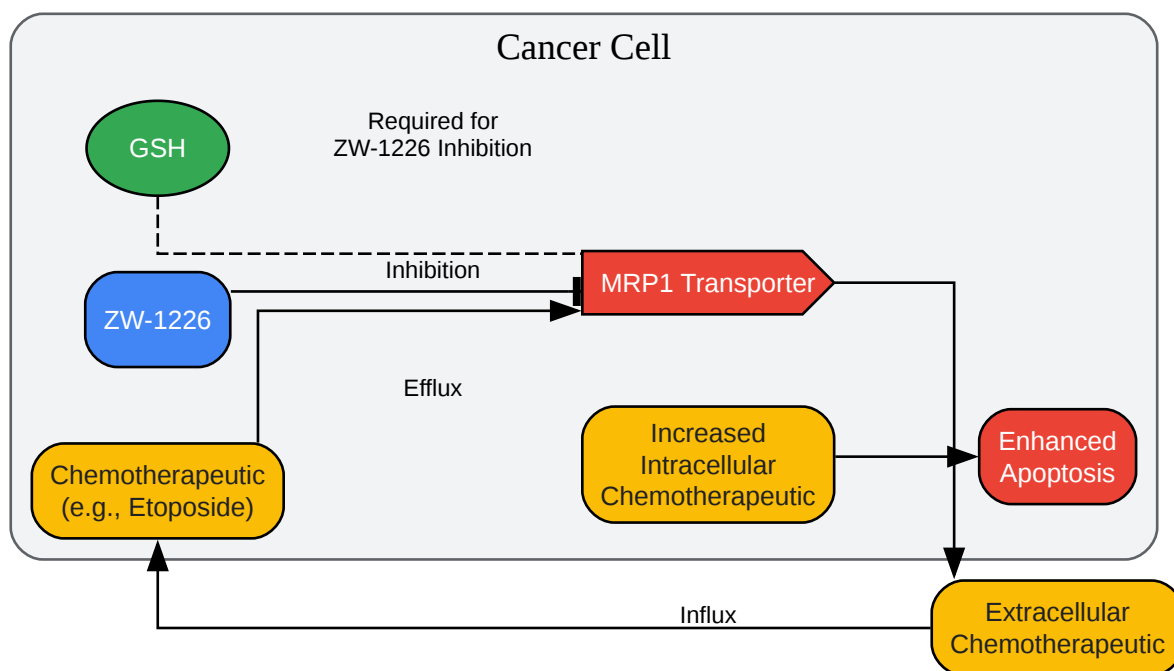 Cancer Cell
GSH
Required for
ZW-1226 Inhibition
Inhibition
MRP1 Transporter
ZW-1226
Efflux
Increased
Intracellular
Chemotherapeutic
Enhanced
Apoptosis
Chemotherapeutic
(e.g., Etoposide)
Influx
Extracellular
Chemotherapeutic